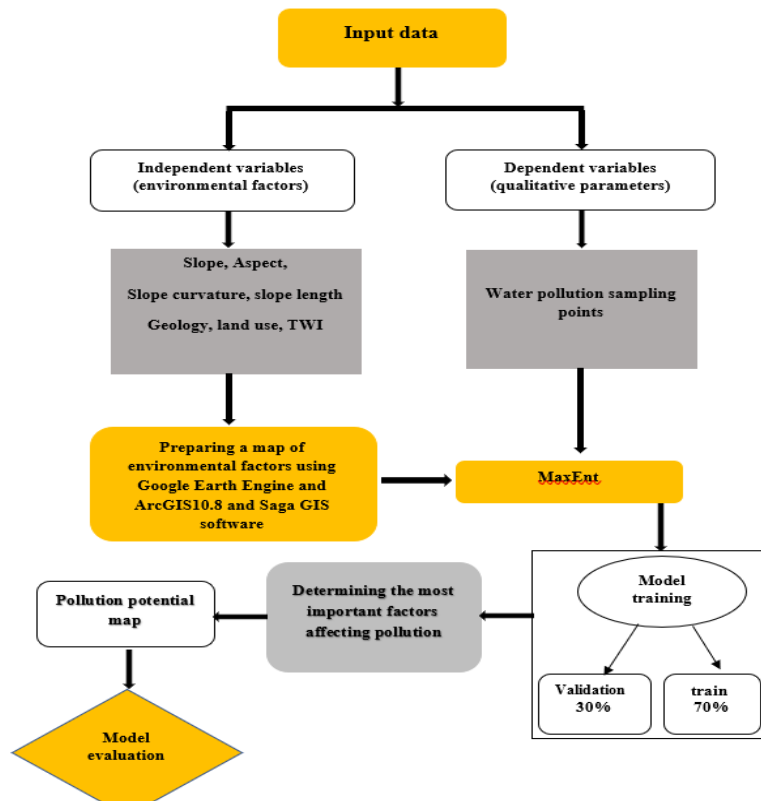 Input data
Independent variables
(environmental factors)
Dependent variables
(qualitative parameters)
Slope, Aspect,
Slope curvature, slope length
Geology, land use, TWI
Water pollution sampling
points
Preparing a map of
environmental factors using
Google Earth Engine and
ArcGIS10.8 and Saga GIS
software
MaxEnt
Model
training
Validation
30%
train
70%
Determining the most
important factors
affecting pollution
Pollution potential
map
Model
evaluation